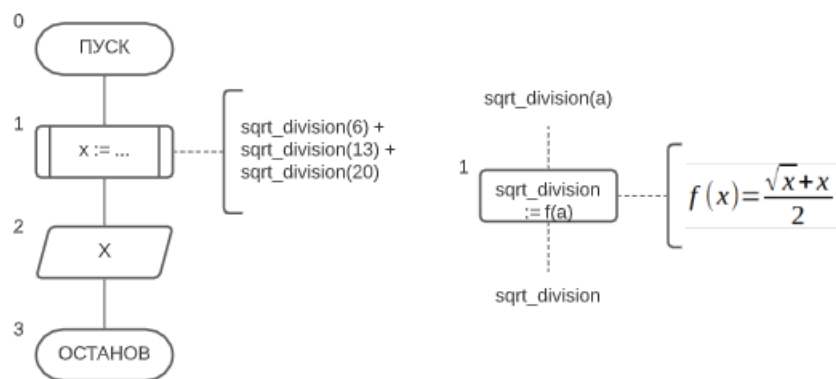 0
ПУСК
1
x := ...
sqrt_division(6) +
sqrt_division(13) +
sqrt_division(20)
2
X
3
ОСТАНОВ
sqrt_division(a)
1
sqrt_division
:= f(a)
f(x)=(√x+x)/2
sqrt_division